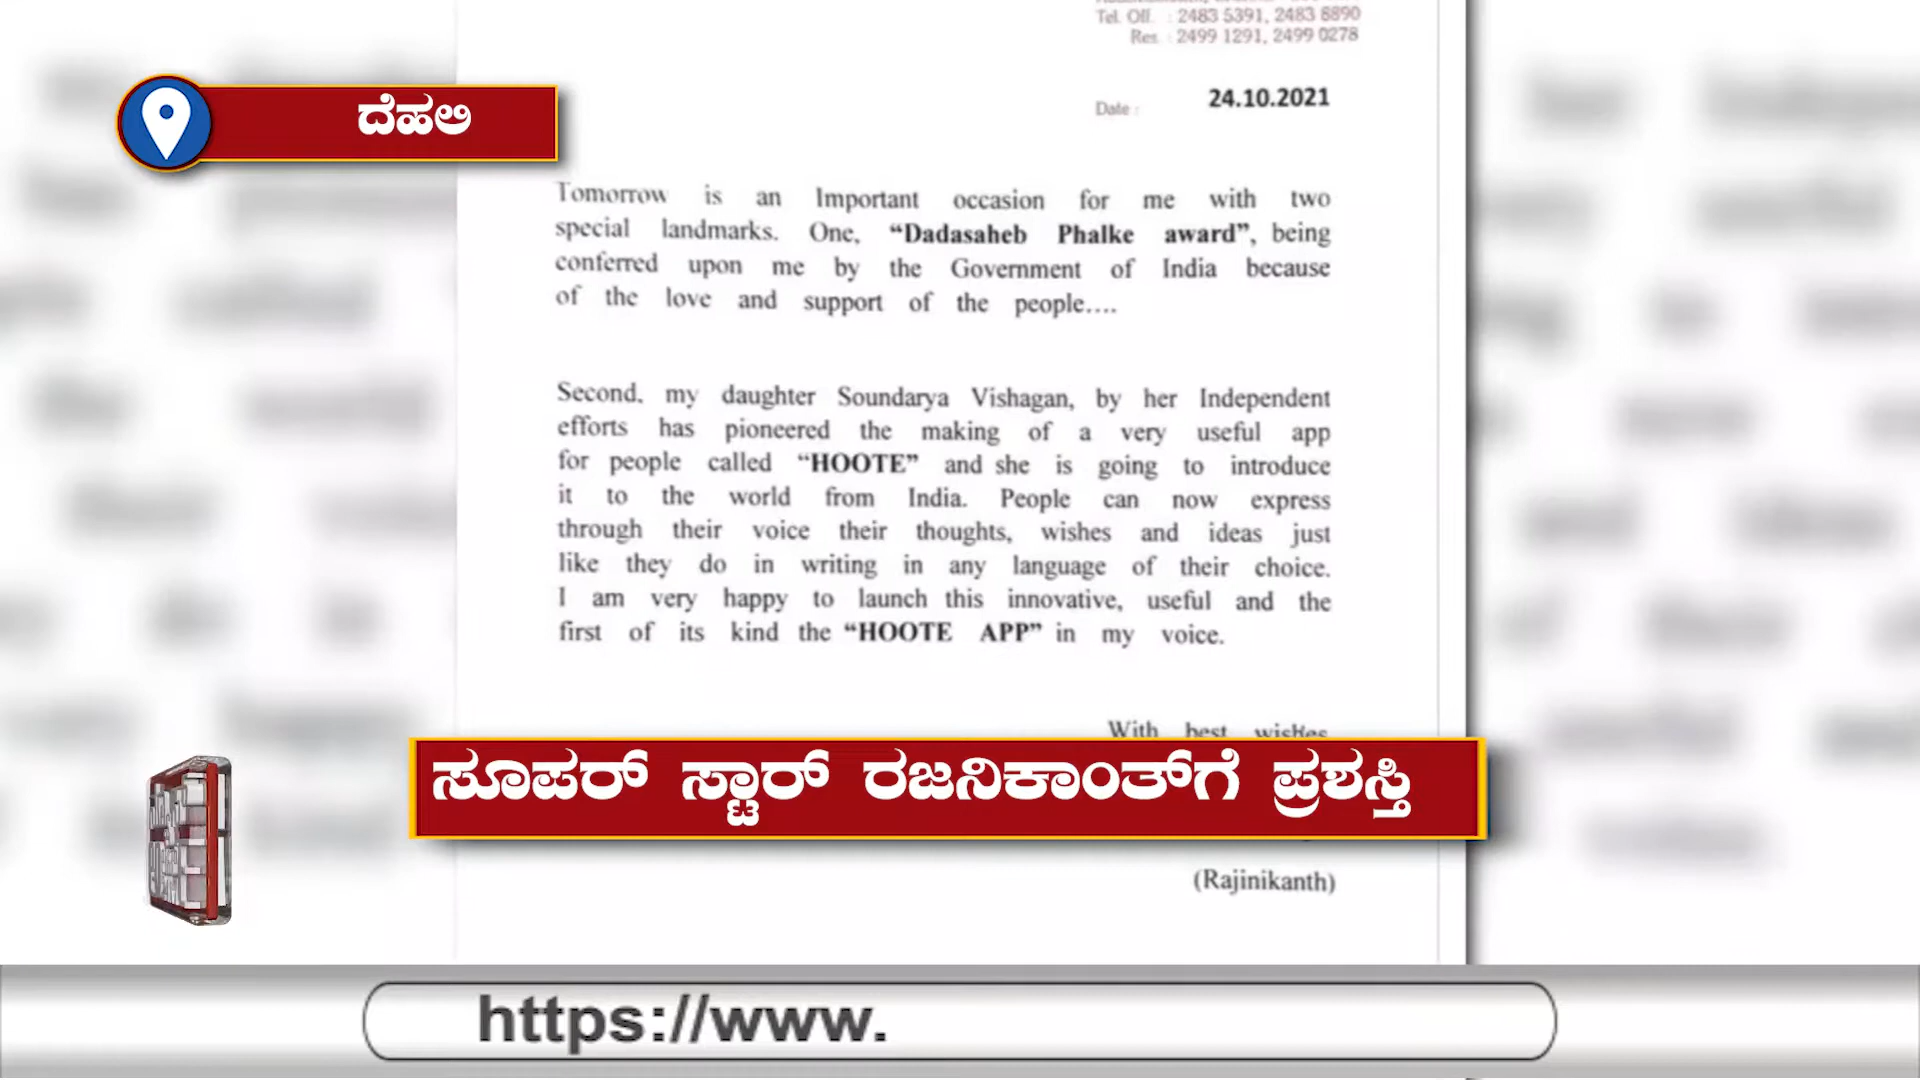 Tel. Off. : 2483 5391, 2483 8890
Res. : 2499 1291, 2499 0278
ದೆಹಲಿ
Date : 24.10.2021
Tomorrow is an Important occasion for me with two
special landmarks. One, “Dadasaheb Phalke award”, being
conferred upon me by the Government of India because
of the love and support of the people....
Second, my daughter Soundarya Vishagan, by her Independent
efforts has pioneered the making of a very useful app
for people called “HOOTE” and she is going to introduce
it to the world from India. People can now express
through their voice their thoughts, wishes and ideas just
like they do in writing in any language of their choice.
I am very happy to launch this innovative, useful and the
first of its kind the “HOOTE APP” in my voice.
With best wishes
ಸೂಪರ್ ಸ್ಟಾರ್ ರಜನಿಕಾಂತ್‌ಗೆ ಪ್ರಶಸ್ತಿ
(Rajinikanth)
https://www.